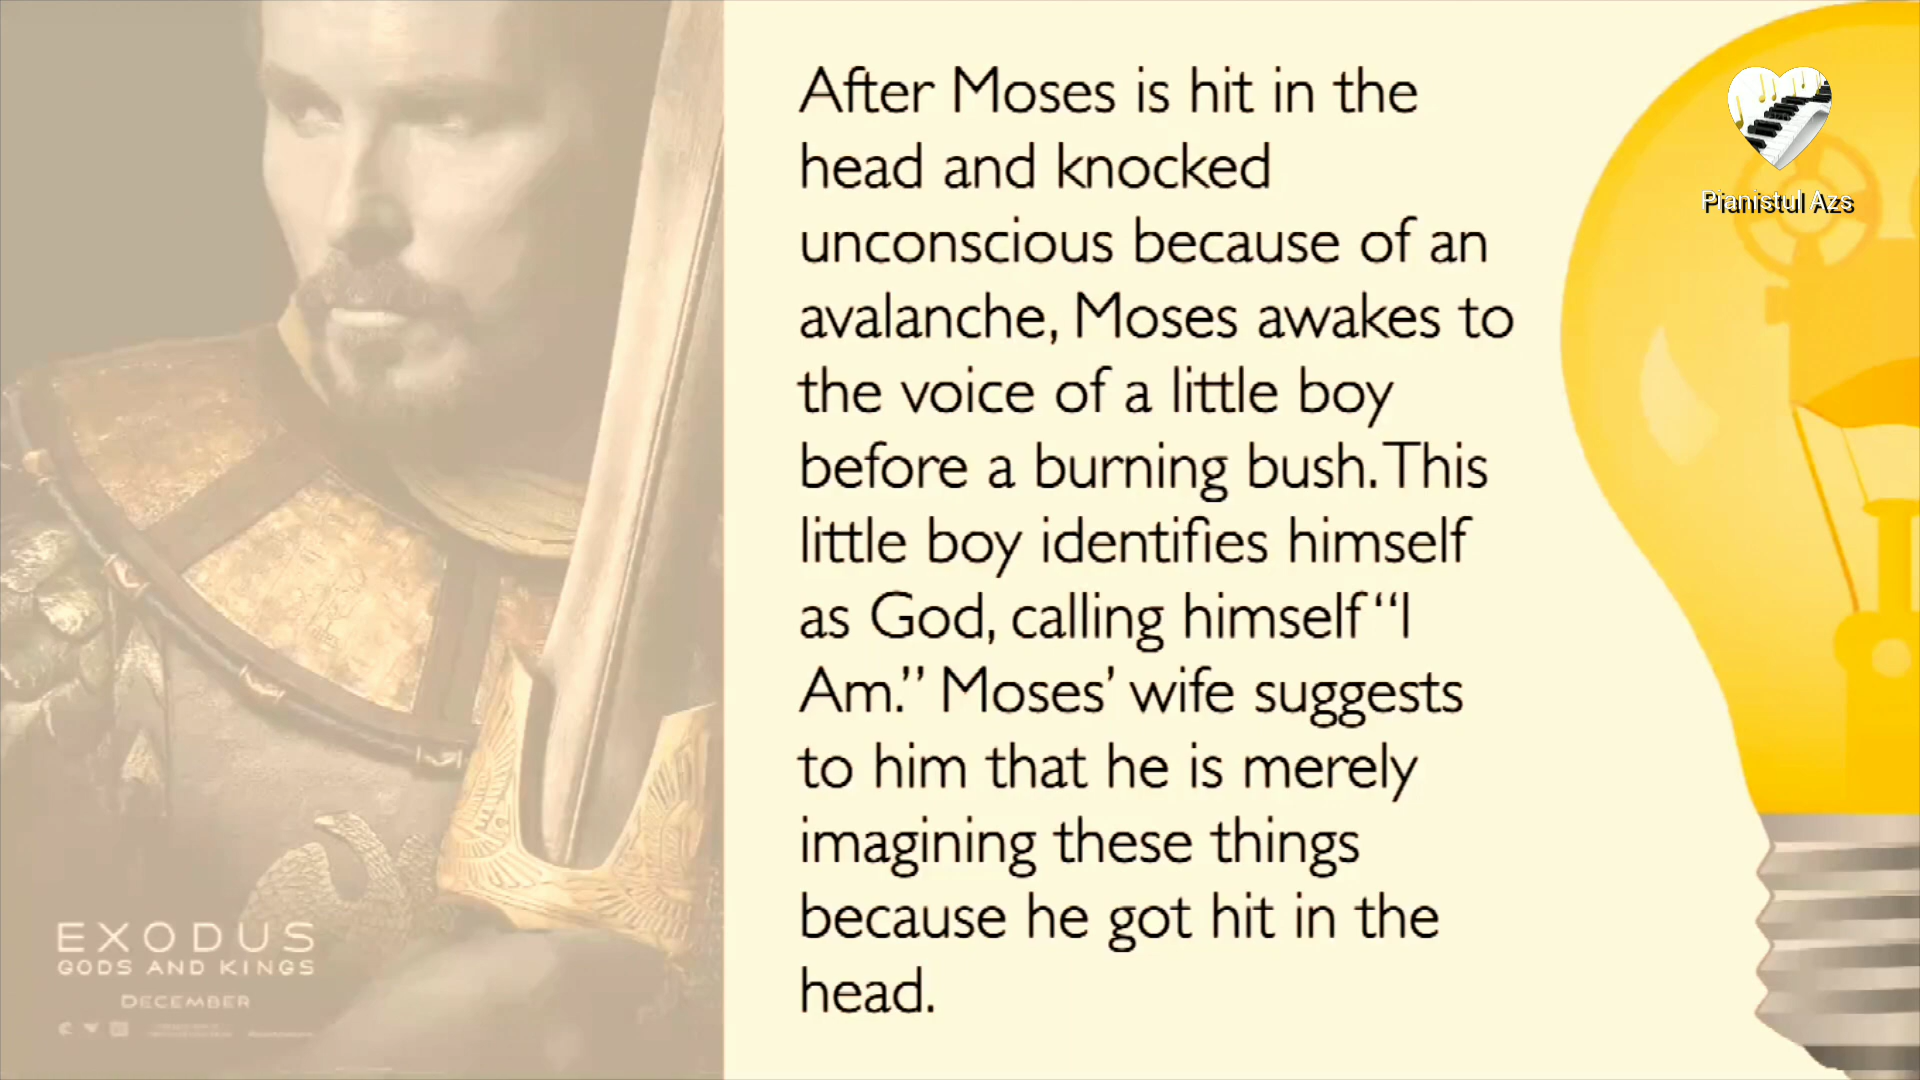 After Moses is hit in the
head and knocked
unconscious because of an
avalanche, Moses awakes to
the voice of a little boy
before a burning bush. This
little boy identifies himself
as God, calling himself “I
Am.” Moses’ wife suggests
to him that he is merely
imagining these things
because he got hit in the
head.
Pianistul Azs
EXODUS
GODS AND KINGS
DECEMBER